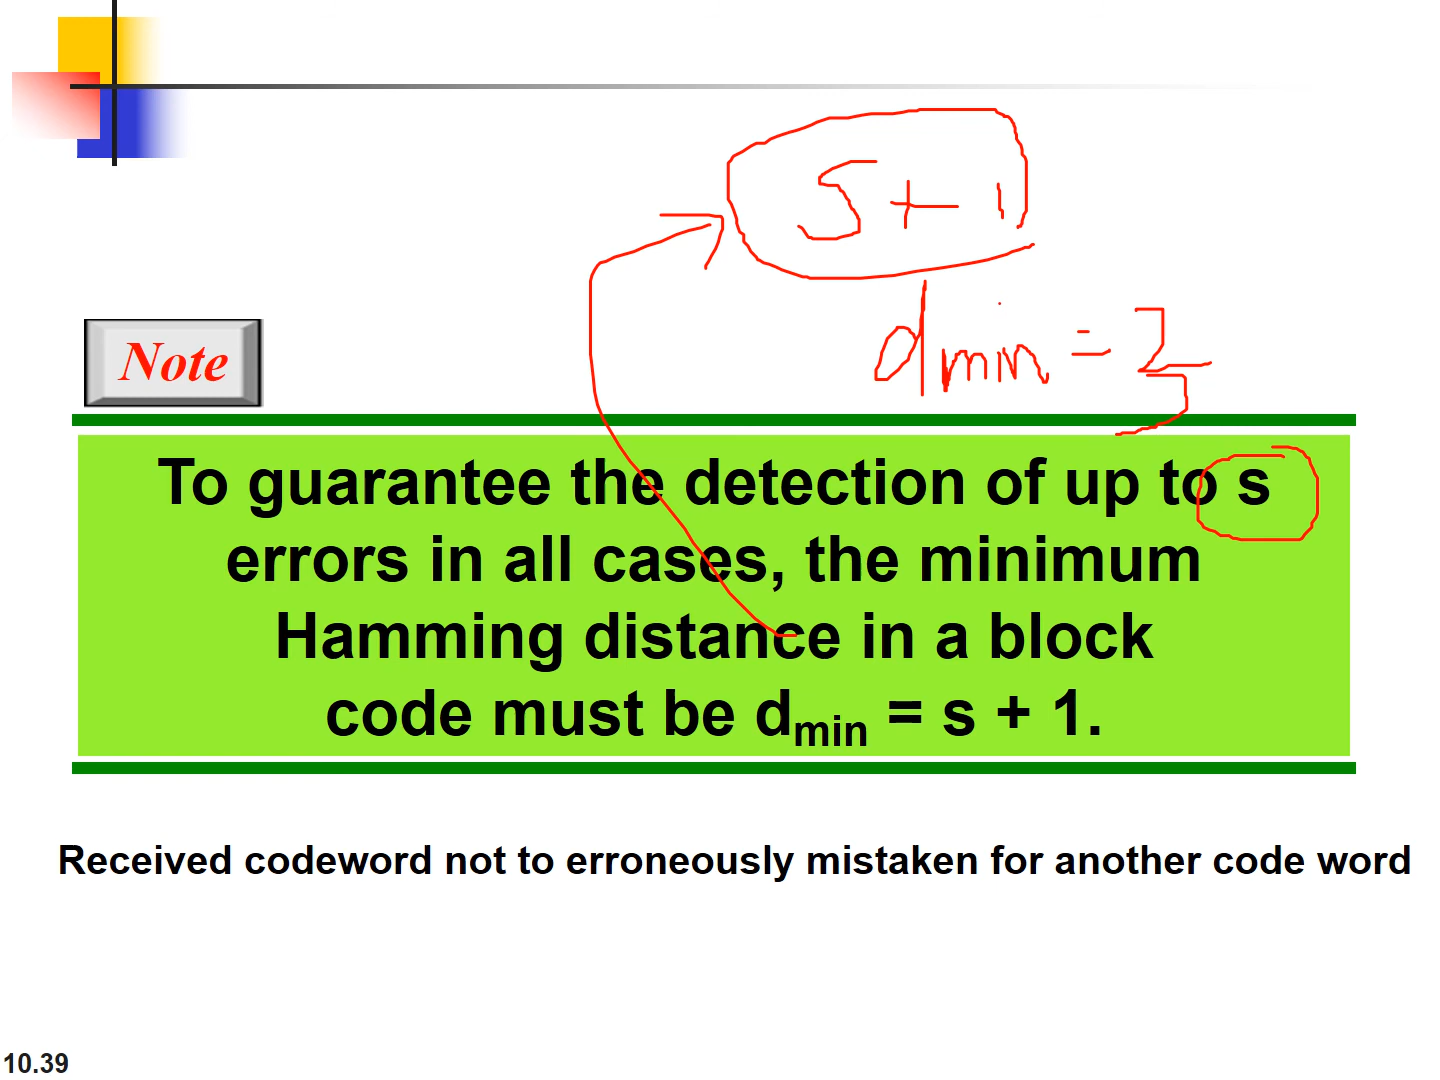 S + 1
dmin = 3
Note
To guarantee the detection of up to s
errors in all cases, the minimum
Hamming distance in a block
code must be dmin = s + 1.
Received codeword not to erroneously mistaken for another code word
10.39